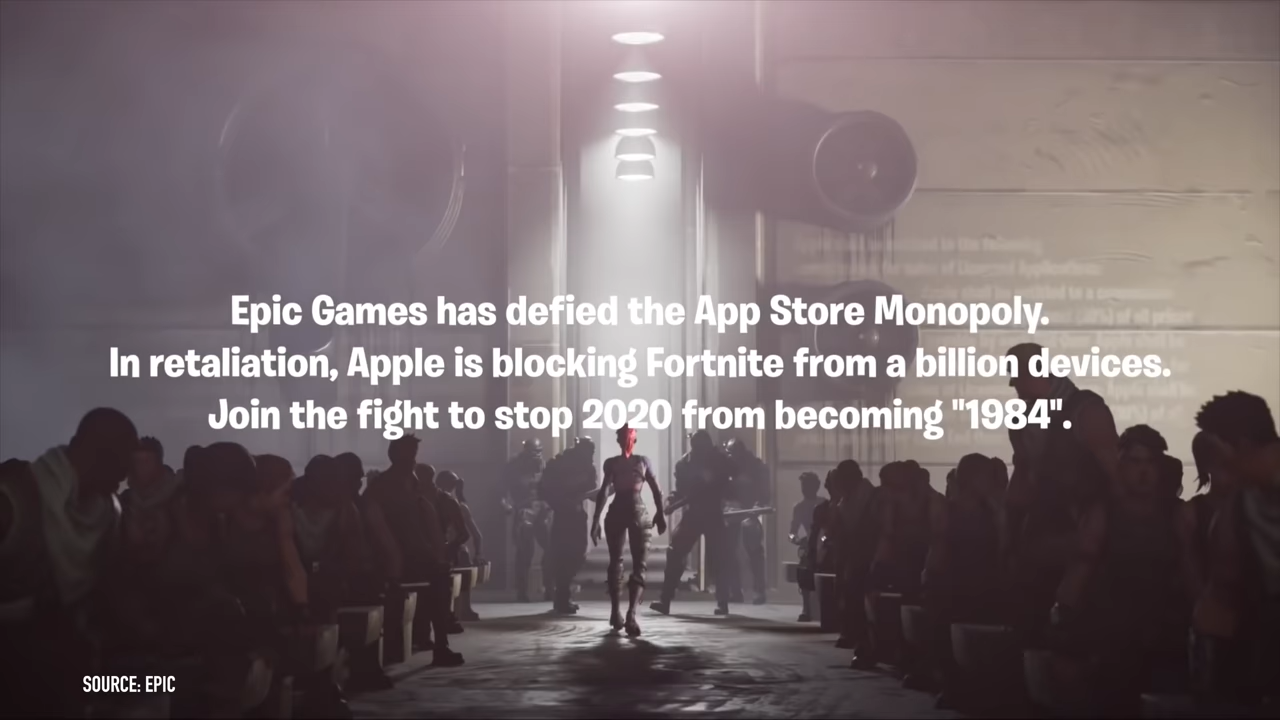 Epic Games has defied the App Store Monopoly.
In retaliation, Apple is blocking Fortnite from a billion devices.
Join the fight to stop 2020 from becoming "1984".
SOURCE: EPIC